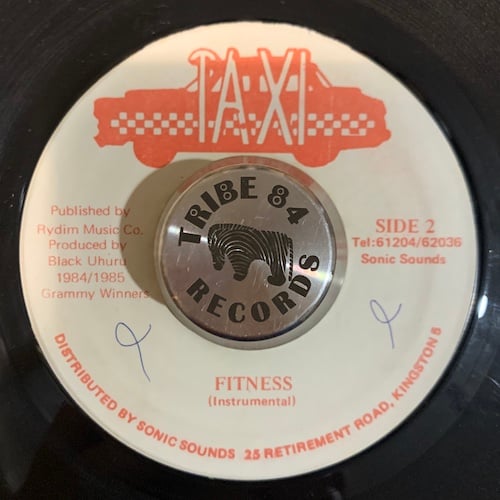 TAXI
TRIBE 84
RECORDS
Published by
Rydim Music Co.
Produced by
Black Uhuru
1984/1985
Grammy Winners
SIDE 2
Tel:61204/62036
Sonic Sounds
FITNESS
(Instrumental)
DISTRIBUTED BY SONIC SOUNDS 25 RETIREMENT ROAD, KINGSTON 5